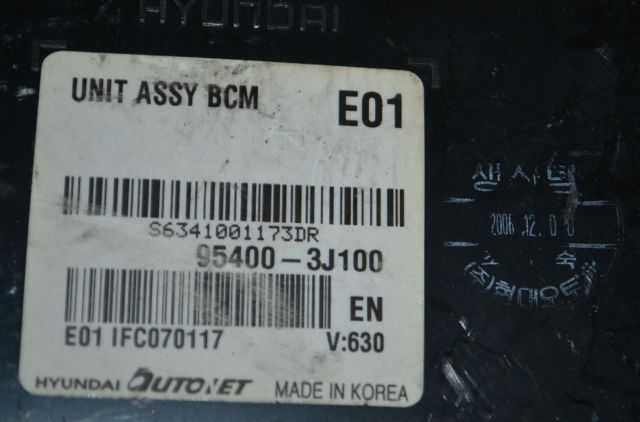 HYUNDAI
UNIT ASSY BCM
E01
S6341001173DR
95400-3J100
EN
E01 IFC070117
V:630
HYUNDAI AUTONET
MADE IN KOREA
2006.12.0